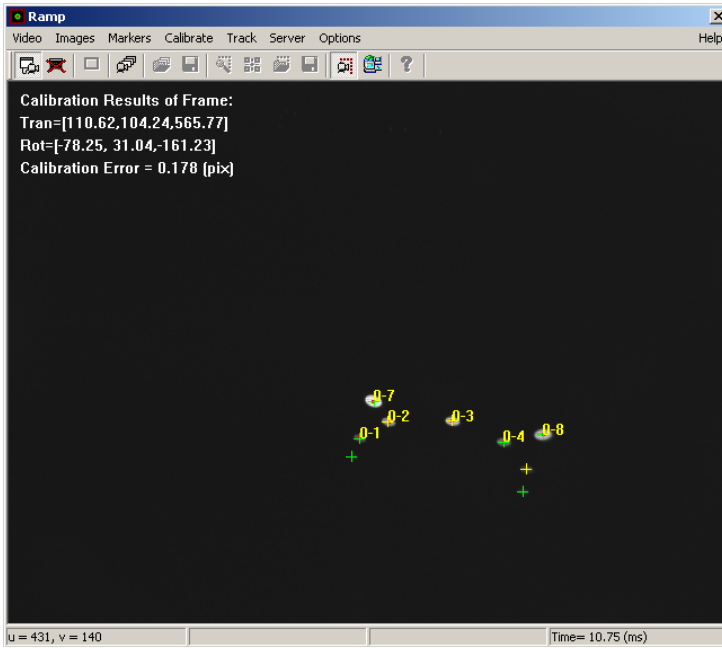 Ramp
Video Images Markers Calibrate Track Server Options Help
Calibration Results of Frame:
Tran=[110.62,104.24,565.77]
Rot=[-78.25, 31.04,-161.23]
Calibration Error = 0.178 (pix)
0-7
0-2
0-3
0-1
0-4
0-8
u = 431, v = 140
Time= 10.75 (ms)